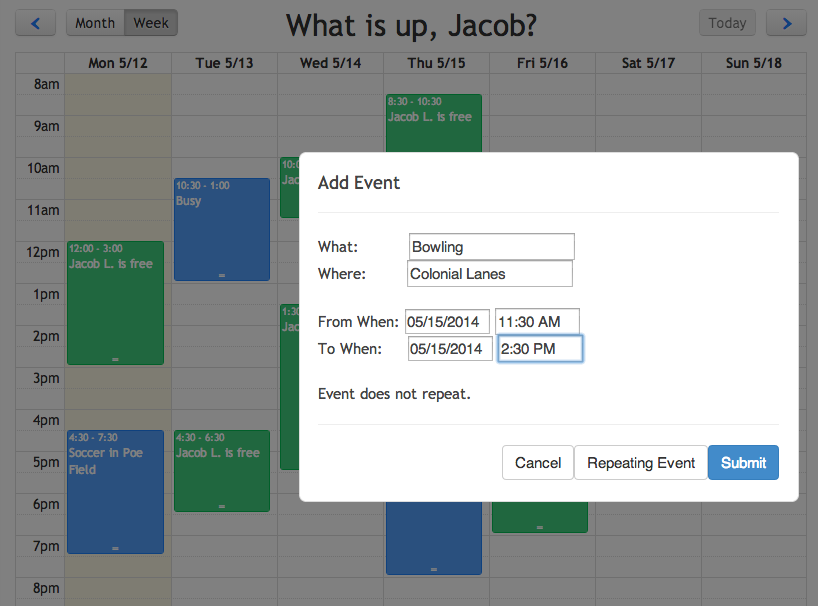 Month Week What is up, Jacob? Today
Mon 5/12 Tue 5/13 Wed 5/14 Thu 5/15 Fri 5/16 Sat 5/17 Sun 5/18
8am
9am
10am
11am
12pm
1pm
2pm
3pm
4pm
5pm
6pm
7pm
8pm
12:00 - 3:00
Jacob L. is free
4:30 - 7:30
Soccer in Poe
Field
10:30 - 1:00
Busy
4:30 - 6:30
Jacob L. is free
10:0
Jac
1:30
Jac
8:30 - 10:30
Jacob L. is free
Add Event
What: Bowling
Where: Colonial Lanes
From When: 05/15/2014 11:30 AM
To When: 05/15/2014 2:30 PM
Event does not repeat.
Cancel Repeating Event Submit